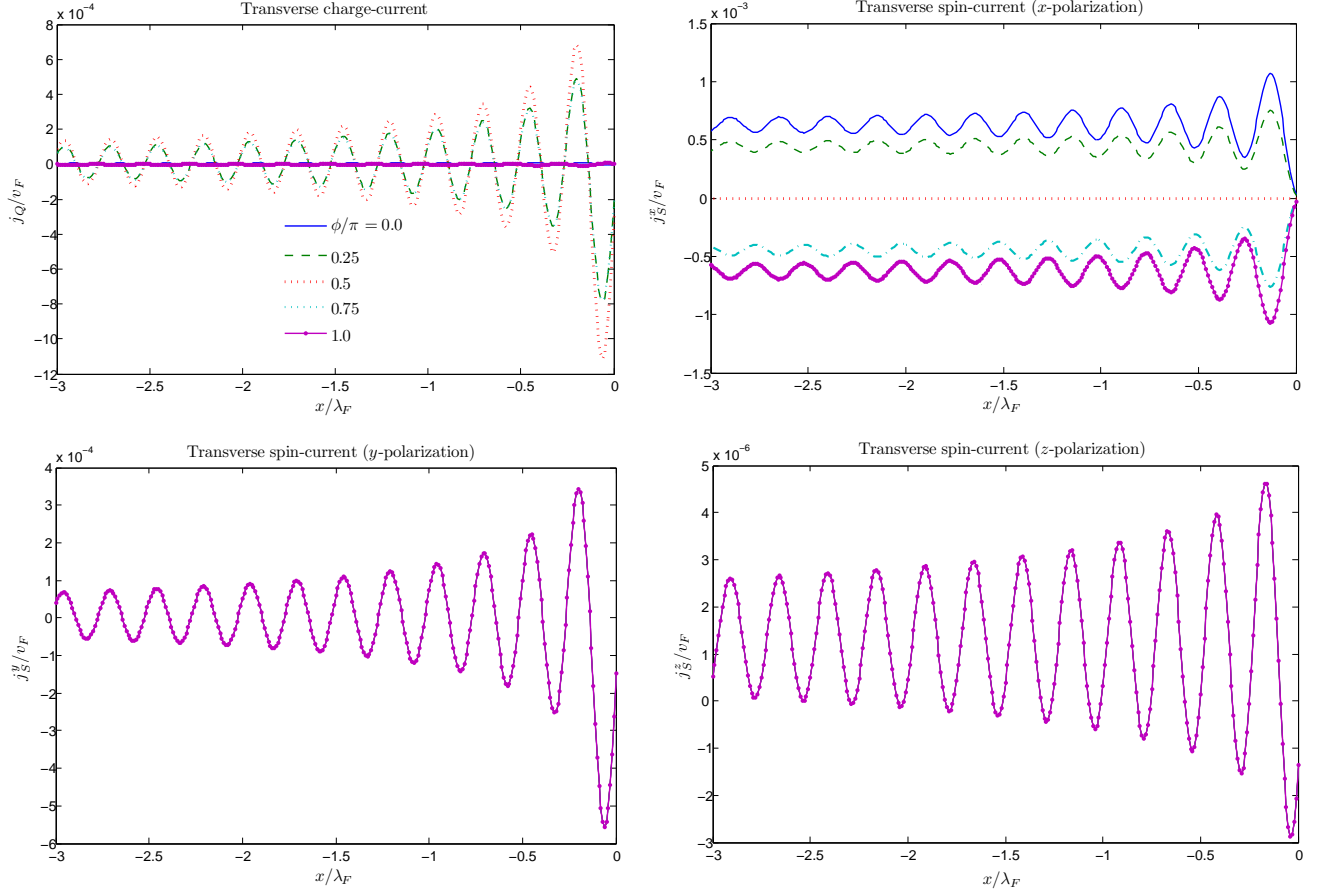 Transverse charge-current
x 10⁻⁴
8
6
4
2
0
−2
−4
−6
−8
−10
−12
j_Q/v_F
ϕ/π = 0.0
0.25
0.5
0.75
1.0
−3 −2.5 −2 −1.5 −1 −0.5 0
x/λ_F
Transverse spin-current (x-polarization)
x 10⁻³
1.5
1
0.5
0
−0.5
−1
−1.5
j_S^x/v_F
−3 −2.5 −2 −1.5 −1 −0.5 0
x/λ_F
Transverse spin-current (y-polarization)
x 10⁻⁴
4
3
2
1
0
−1
−2
−3
−4
−5
−6
j_S^y/v_F
−3 −2.5 −2 −1.5 −1 −0.5 0
x/λ_F
Transverse spin-current (z-polarization)
x 10⁻⁶
5
4
3
2
1
0
−1
−2
−3
j_S^z/v_F
−3 −2.5 −2 −1.5 −1 −0.5 0
x/λ_F